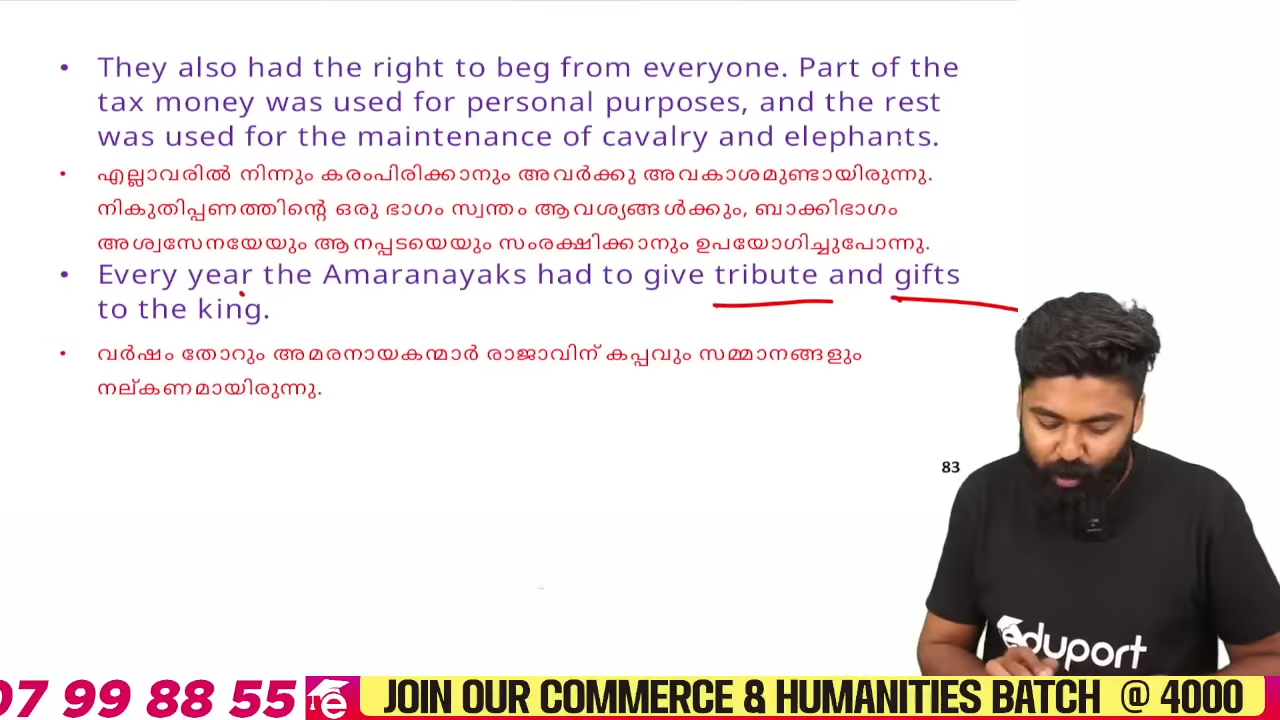 • They also had the right to beg from everyone. Part of the
tax money was used for personal purposes, and the rest
was used for the maintenance of cavalry and elephants.
• എല്ലാവരിൽ നിന്നും കരംപിരിക്കാനും അവർക്കു അവകാശമുണ്ടായിരുന്നു.
നികുതിപ്പണത്തിന്റെ ഒരു ഭാഗം സ്വന്തം ആവശ്യങ്ങൾക്കും, ബാക്കിഭാഗം
അശ്വസേനയേയും ആനപ്പടയെയും സംരക്ഷിക്കാനും ഉപയോഗിച്ചുപോന്നു.
• Every year the Amaranayaks had to give tribute and gifts
to the king.
• വർഷം തോറും അമരനായകന്മാർ രാജാവിന് കപ്പവും സമ്മാനങ്ങളും
നല്കണമായിരുന്നു.
83
eduport
07 99 88 55
JOIN OUR COMMERCE & HUMANITIES BATCH @ 4000